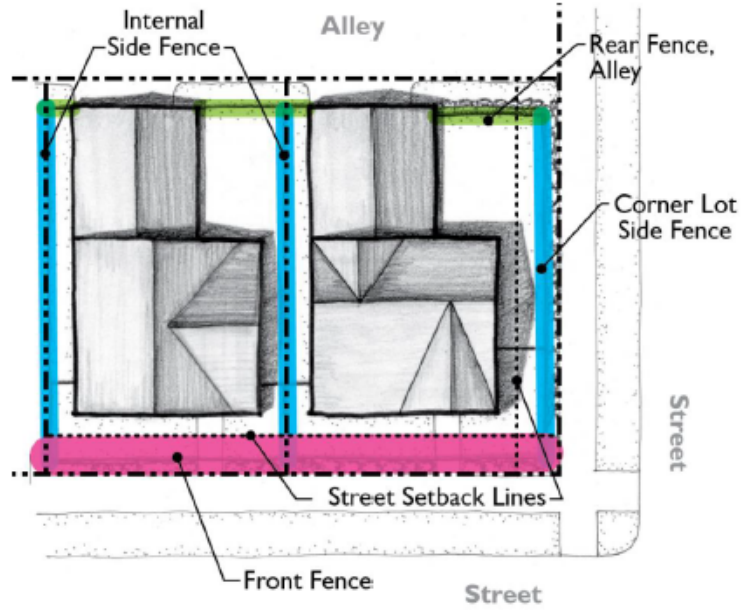 Internal
Side Fence
Alley
Rear Fence,
Alley
Corner Lot
Side Fence
Street
Street Setback Lines
Front Fence
Street